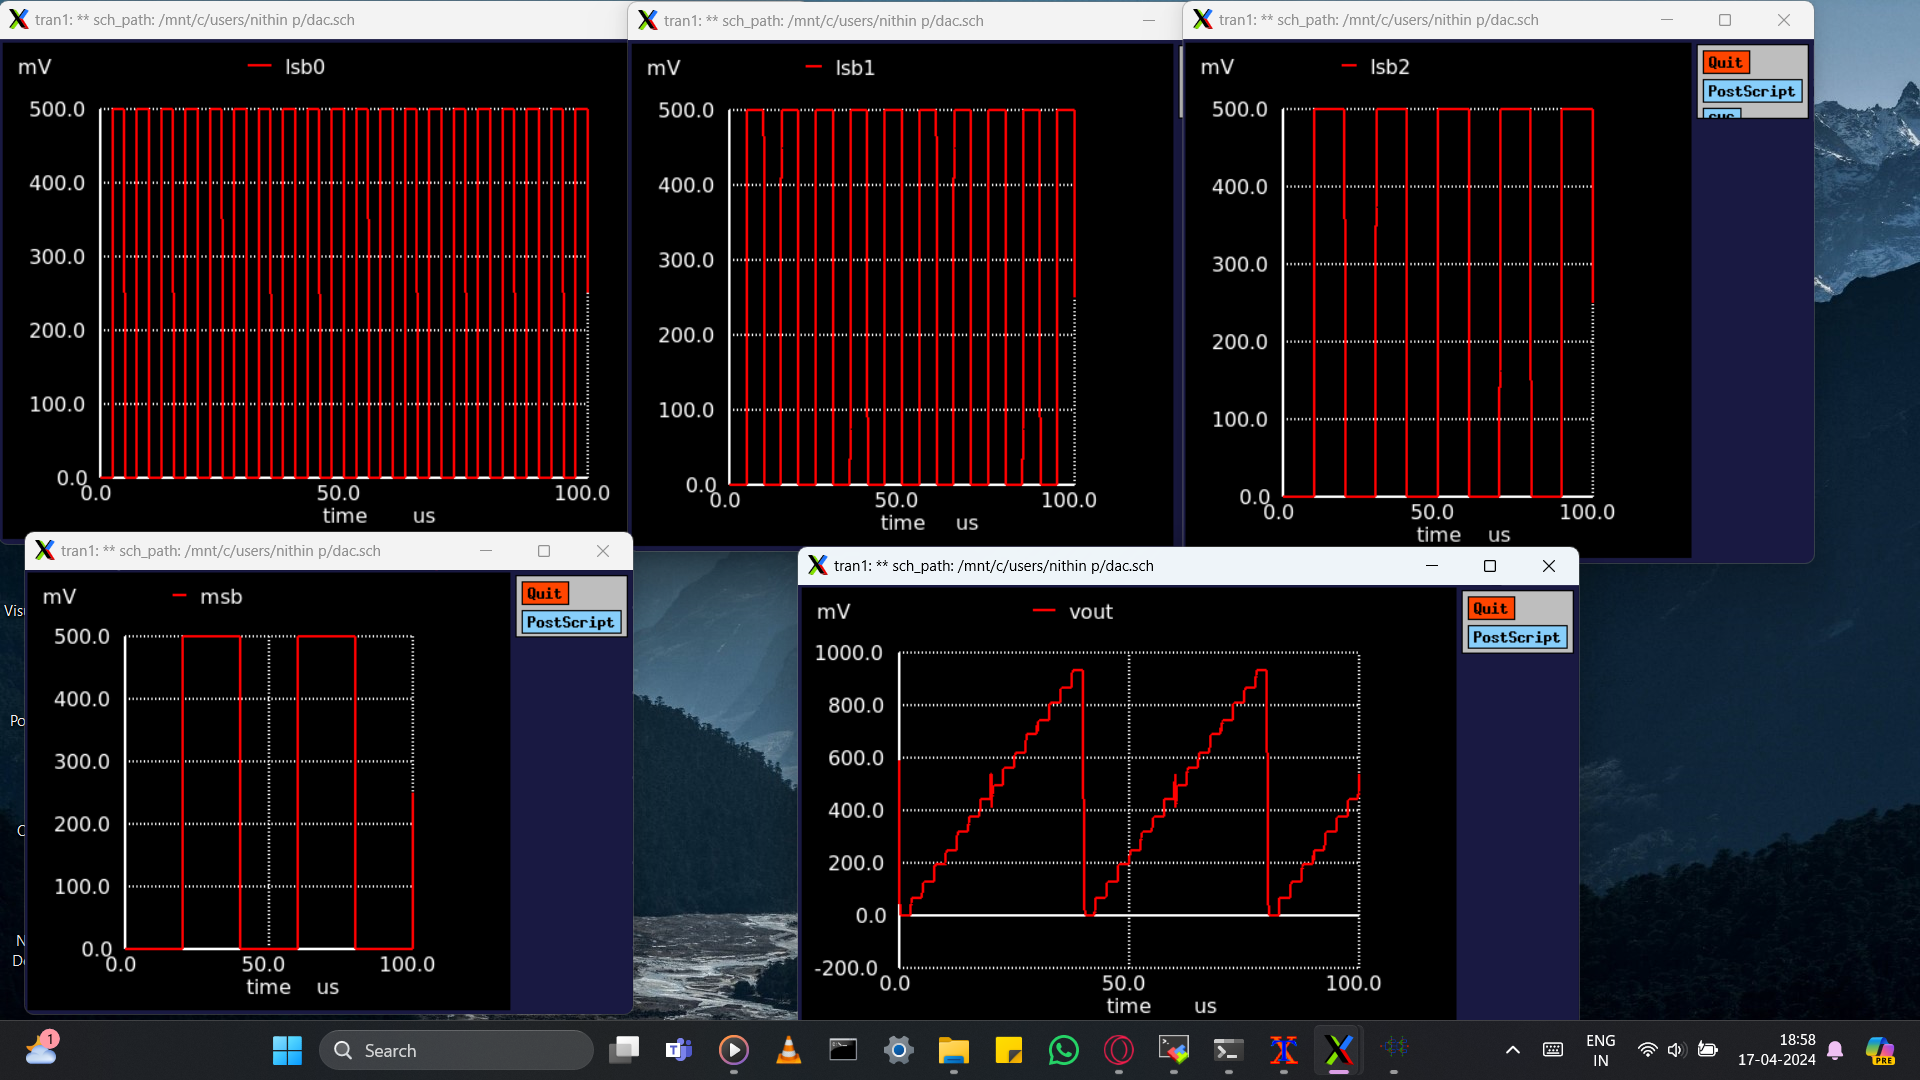 tran1: ** sch_path: /mnt/c/users/nithin p/dac.sch
mV
lsb0
500.0
400.0
300.0
200.0
100.0
0.0
0.0 50.0 100.0
time us
tran1: ** sch_path: /mnt/c/users/nithin p/dac.sch
mV
lsb1
500.0
400.0
300.0
200.0
100.0
0.0
0.0 50.0 100.0
time us
tran1: ** sch_path: /mnt/c/users/nithin p/dac.sch
mV
lsb2
Quit
PostScript
500.0
400.0
300.0
200.0
100.0
0.0
0.0 50.0 100.0
time us
tran1: ** sch_path: /mnt/c/users/nithin p/dac.sch
mV
msb
Quit
PostScript
500.0
400.0
300.0
200.0
100.0
0.0
0.0 50.0 100.0
time us
tran1: ** sch_path: /mnt/c/users/nithin p/dac.sch
mV
vout
Quit
PostScript
1000.0
800.0
600.0
400.0
200.0
0.0
-200.0
0.0 50.0 100.0
time us
1
Search
ENG
IN
18:58
17-04-2024
PRE